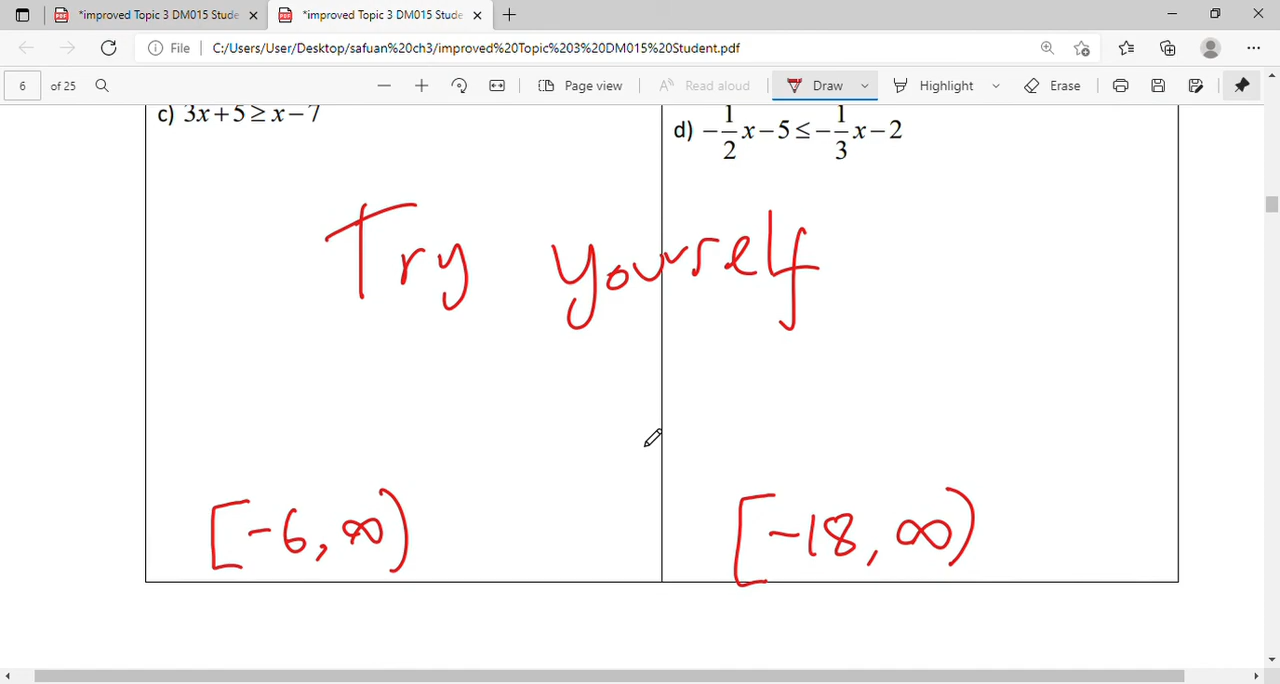 *improved Topic 3 DM015 Stude
*improved Topic 3 DM015 Stude
File
C:/Users/User/Desktop/safuan%20ch3/improved%20Topic%203%20DM015%20Student.pdf
6 of 25
Page view
Read aloud
Draw
Highlight
Erase
c) 3x+5≥x−7
d) −1/2x−5≤−1/3x−2
Try yourself
[-6, ∞)
[-18, ∞)